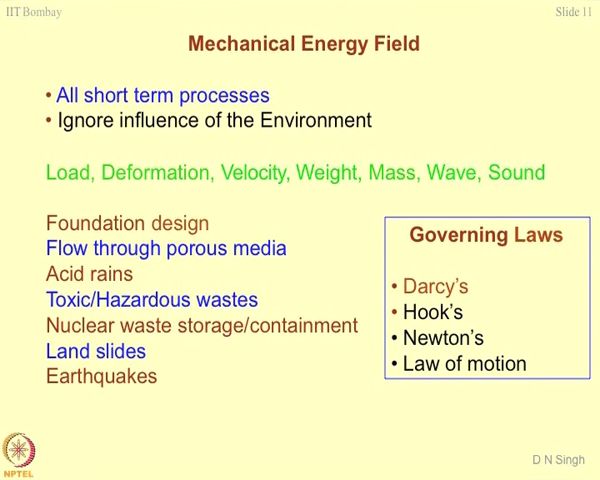 IIT Bombay
Slide 11
Mechanical Energy Field
• All short term processes
• Ignore influence of the Environment
Load, Deformation, Velocity, Weight, Mass, Wave, Sound
Foundation design
Flow through porous media
Acid rains
Toxic/Hazardous wastes
Nuclear waste storage/containment
Land slides
Earthquakes
Governing Laws
• Darcy's
• Hook's
• Newton's
• Law of motion
NPTEL
D N Singh